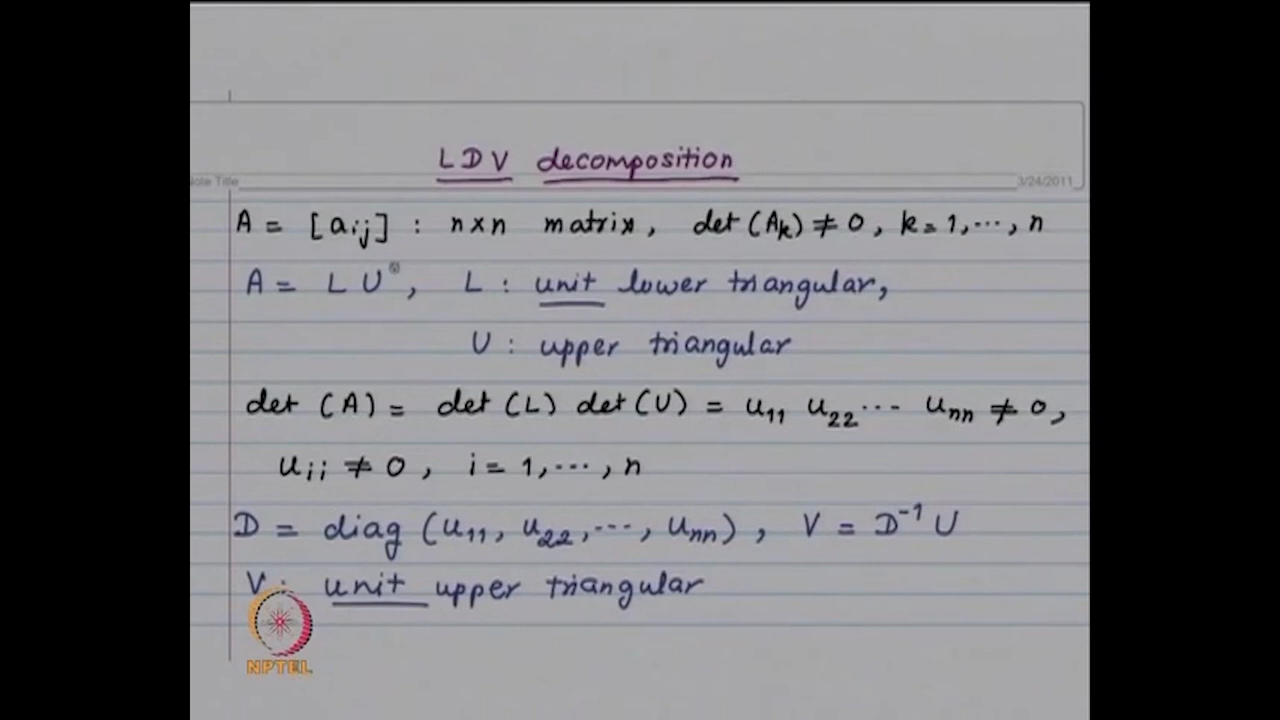 LDV decomposition
Note Title
3/24/2011
A = [aij] : n×n matrix, det(Ak) ≠ 0, k = 1, ⋯, n
A = LU, L : unit lower triangular,
U : upper triangular
det (A) = det (L) det (U) = u11 u22 ⋯ unn ≠ 0,
uii ≠ 0, i = 1, ⋯, n
D = diag (u11, u22, ⋯, unn), V = D⁻¹ U
V : unit upper triangular
NPTEL